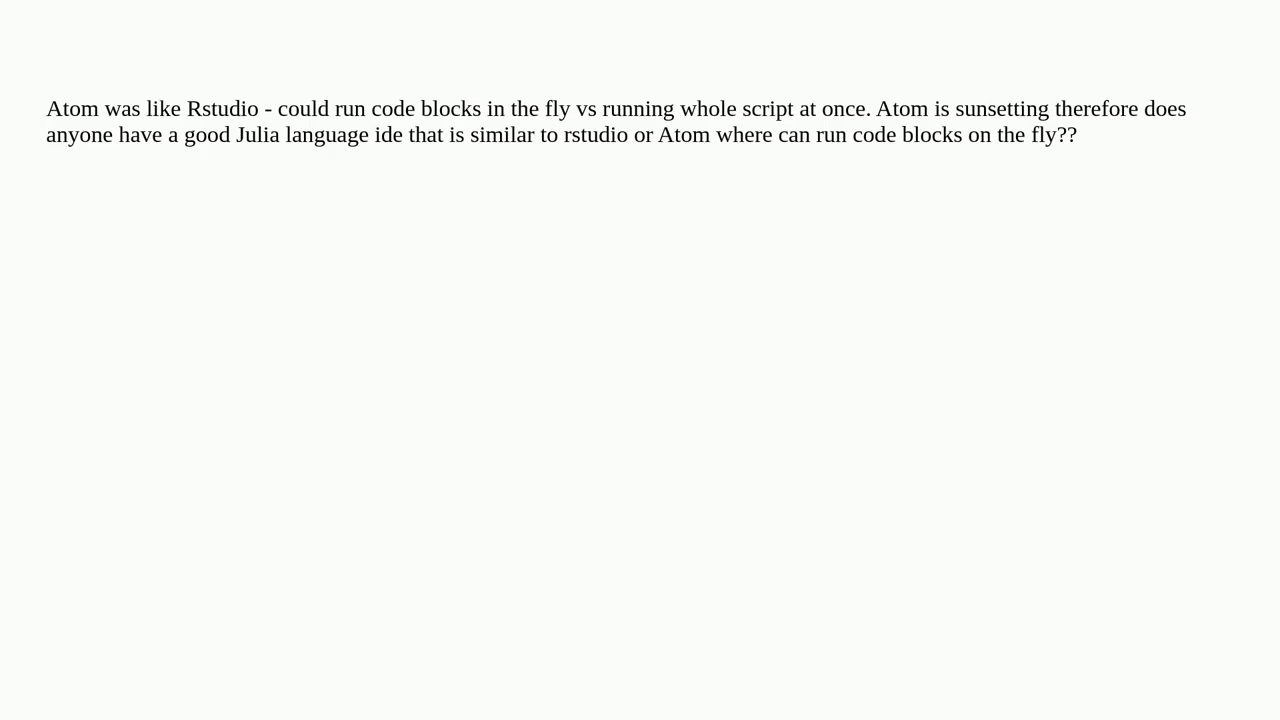 Atom was like Rstudio - could run code blocks in the fly vs running whole script at once. Atom is sunsetting therefore does
anyone have a good Julia language ide that is similar to rstudio or Atom where can run code blocks on the fly??